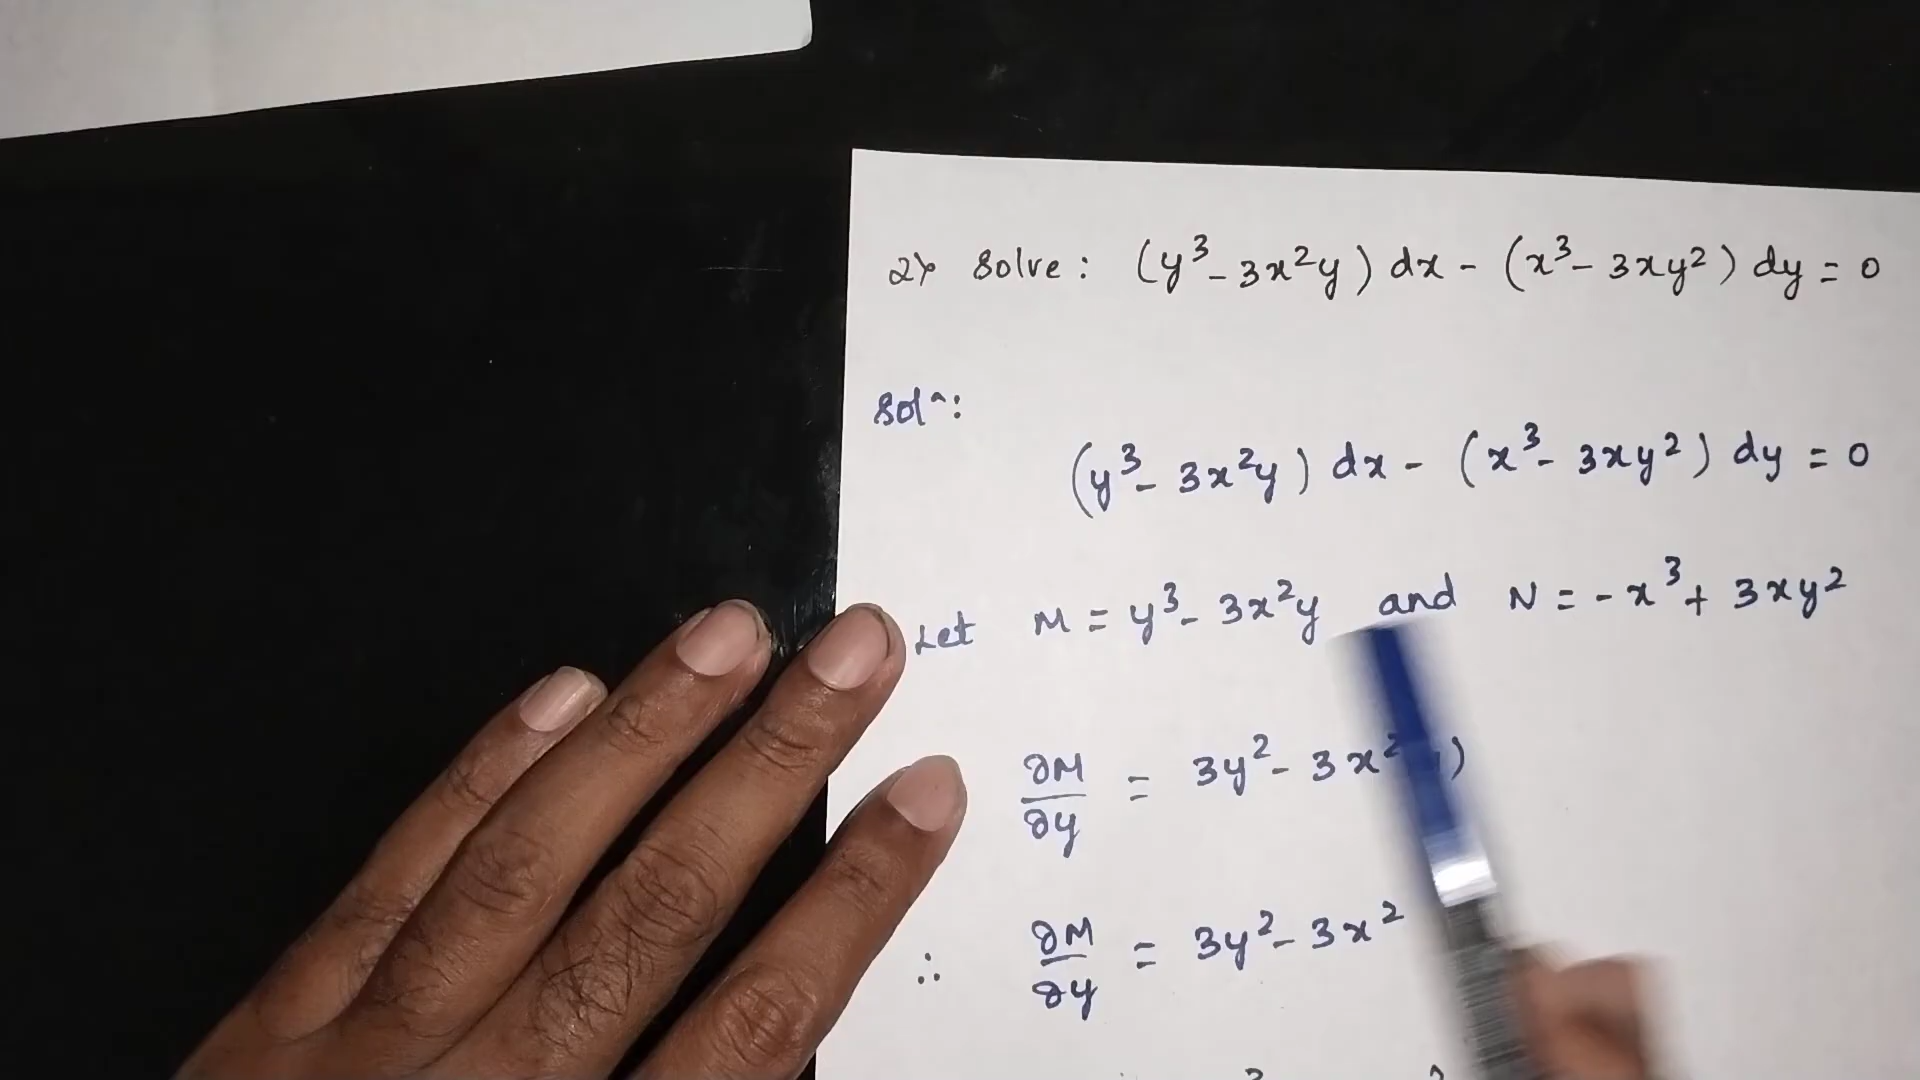 2) Solve: (y³ - 3x²y) dx - (x³ - 3xy²) dy = 0
Solⁿ:
(y³ - 3x²y) dx - (x³ - 3xy²) dy = 0
Let M = y³ - 3x²y and N = -x³ + 3xy²
∂M/∂y = 3y² - 3x²
∴ ∂M/∂y = 3y² - 3x²